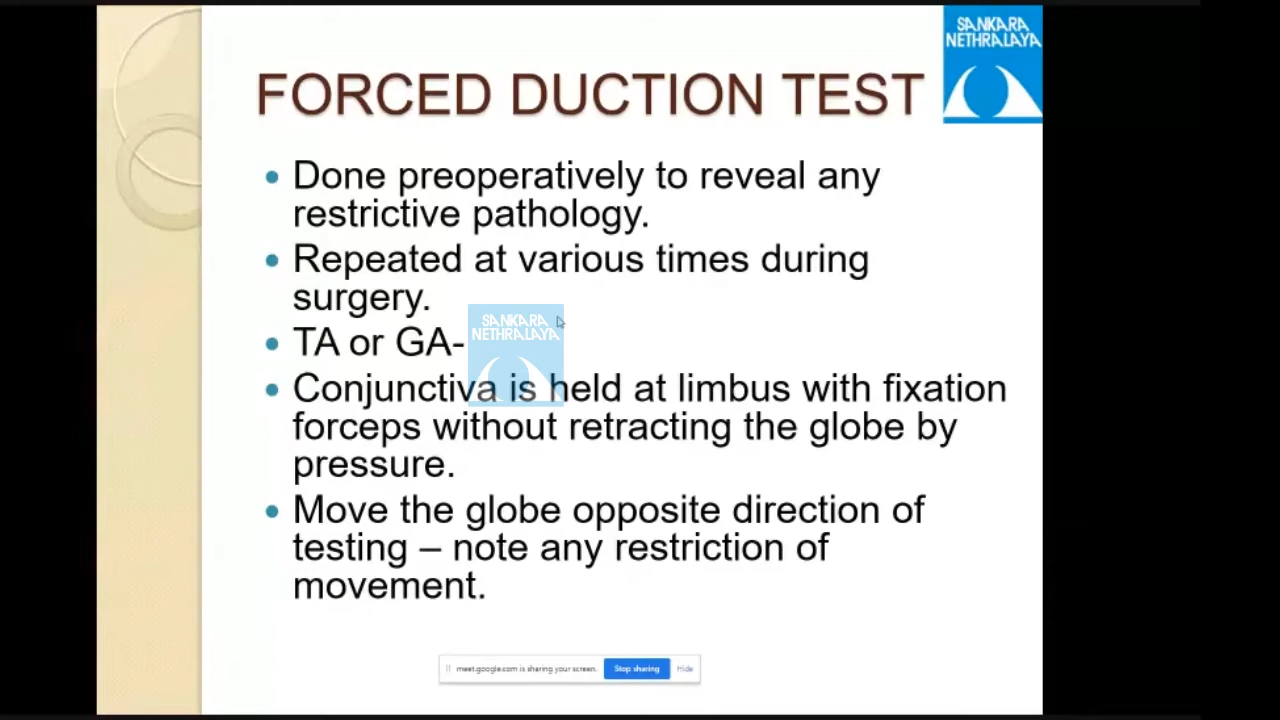 SANKARA
NETHRALAYA
FORCED DUCTION TEST
• Done preoperatively to reveal any
restrictive pathology.
• Repeated at various times during
surgery.
• TA or GA-
SANKARA
NETHRALAYA
• Conjunctiva is held at limbus with fixation
forceps without retracting the globe by
pressure.
• Move the globe opposite direction of
testing – note any restriction of
movement.
meet.google.com is sharing your screen.
Stop sharing
Hide